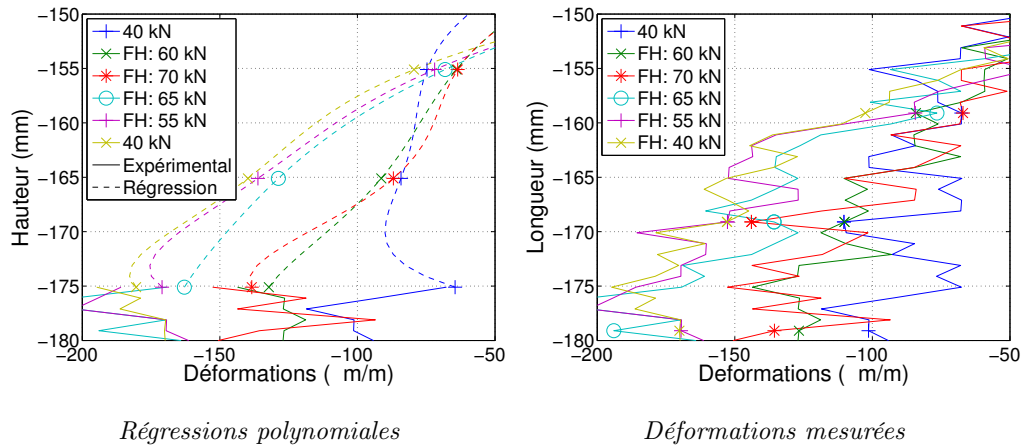 −150
−155
−160
−165
−170
−175
−180
Hauteur (mm)
40 kN
FH: 60 kN
FH: 70 kN
FH: 65 kN
FH: 55 kN
40 kN
Expérimental
Régression
−200
−150
−100
−50
Déformations ( m/m)
Régressions polynomiales
−150
−155
−160
−165
−170
−175
−180
Longueur (mm)
40 kN
FH: 60 kN
FH: 70 kN
FH: 65 kN
FH: 55 kN
FH: 40 kN
−200
−150
−100
−50
Deformations ( m/m)
Déformations mesurées